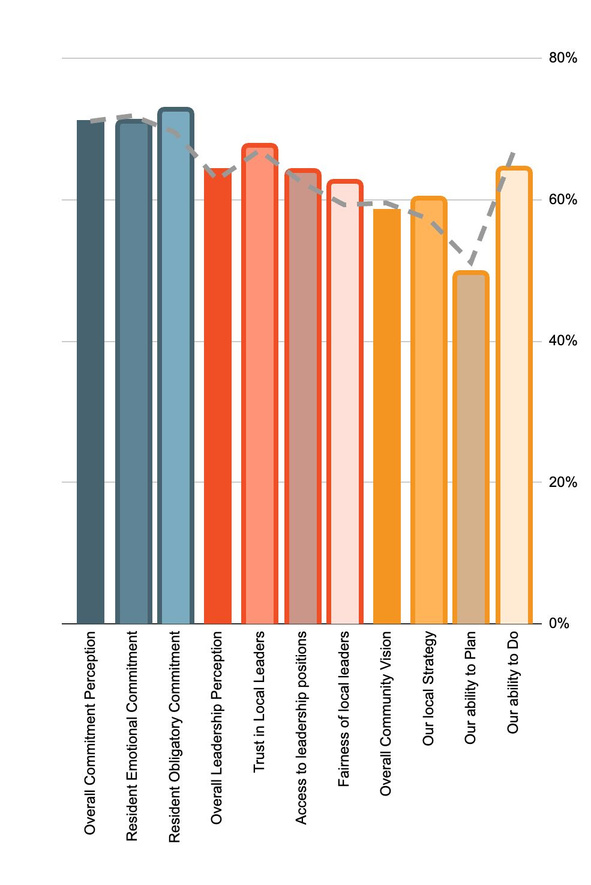 80%
60%
40%
20%
0%
Overall Commitment Perception
Resident Emotional Commitment
Resident Obligatory Commitment
Overall Leadership Perception
Trust in Local Leaders
Access to leadership positions
Fairness of local leaders
Overall Community Vision
Our local Strategy
Our ability to Plan
Our ability to Do